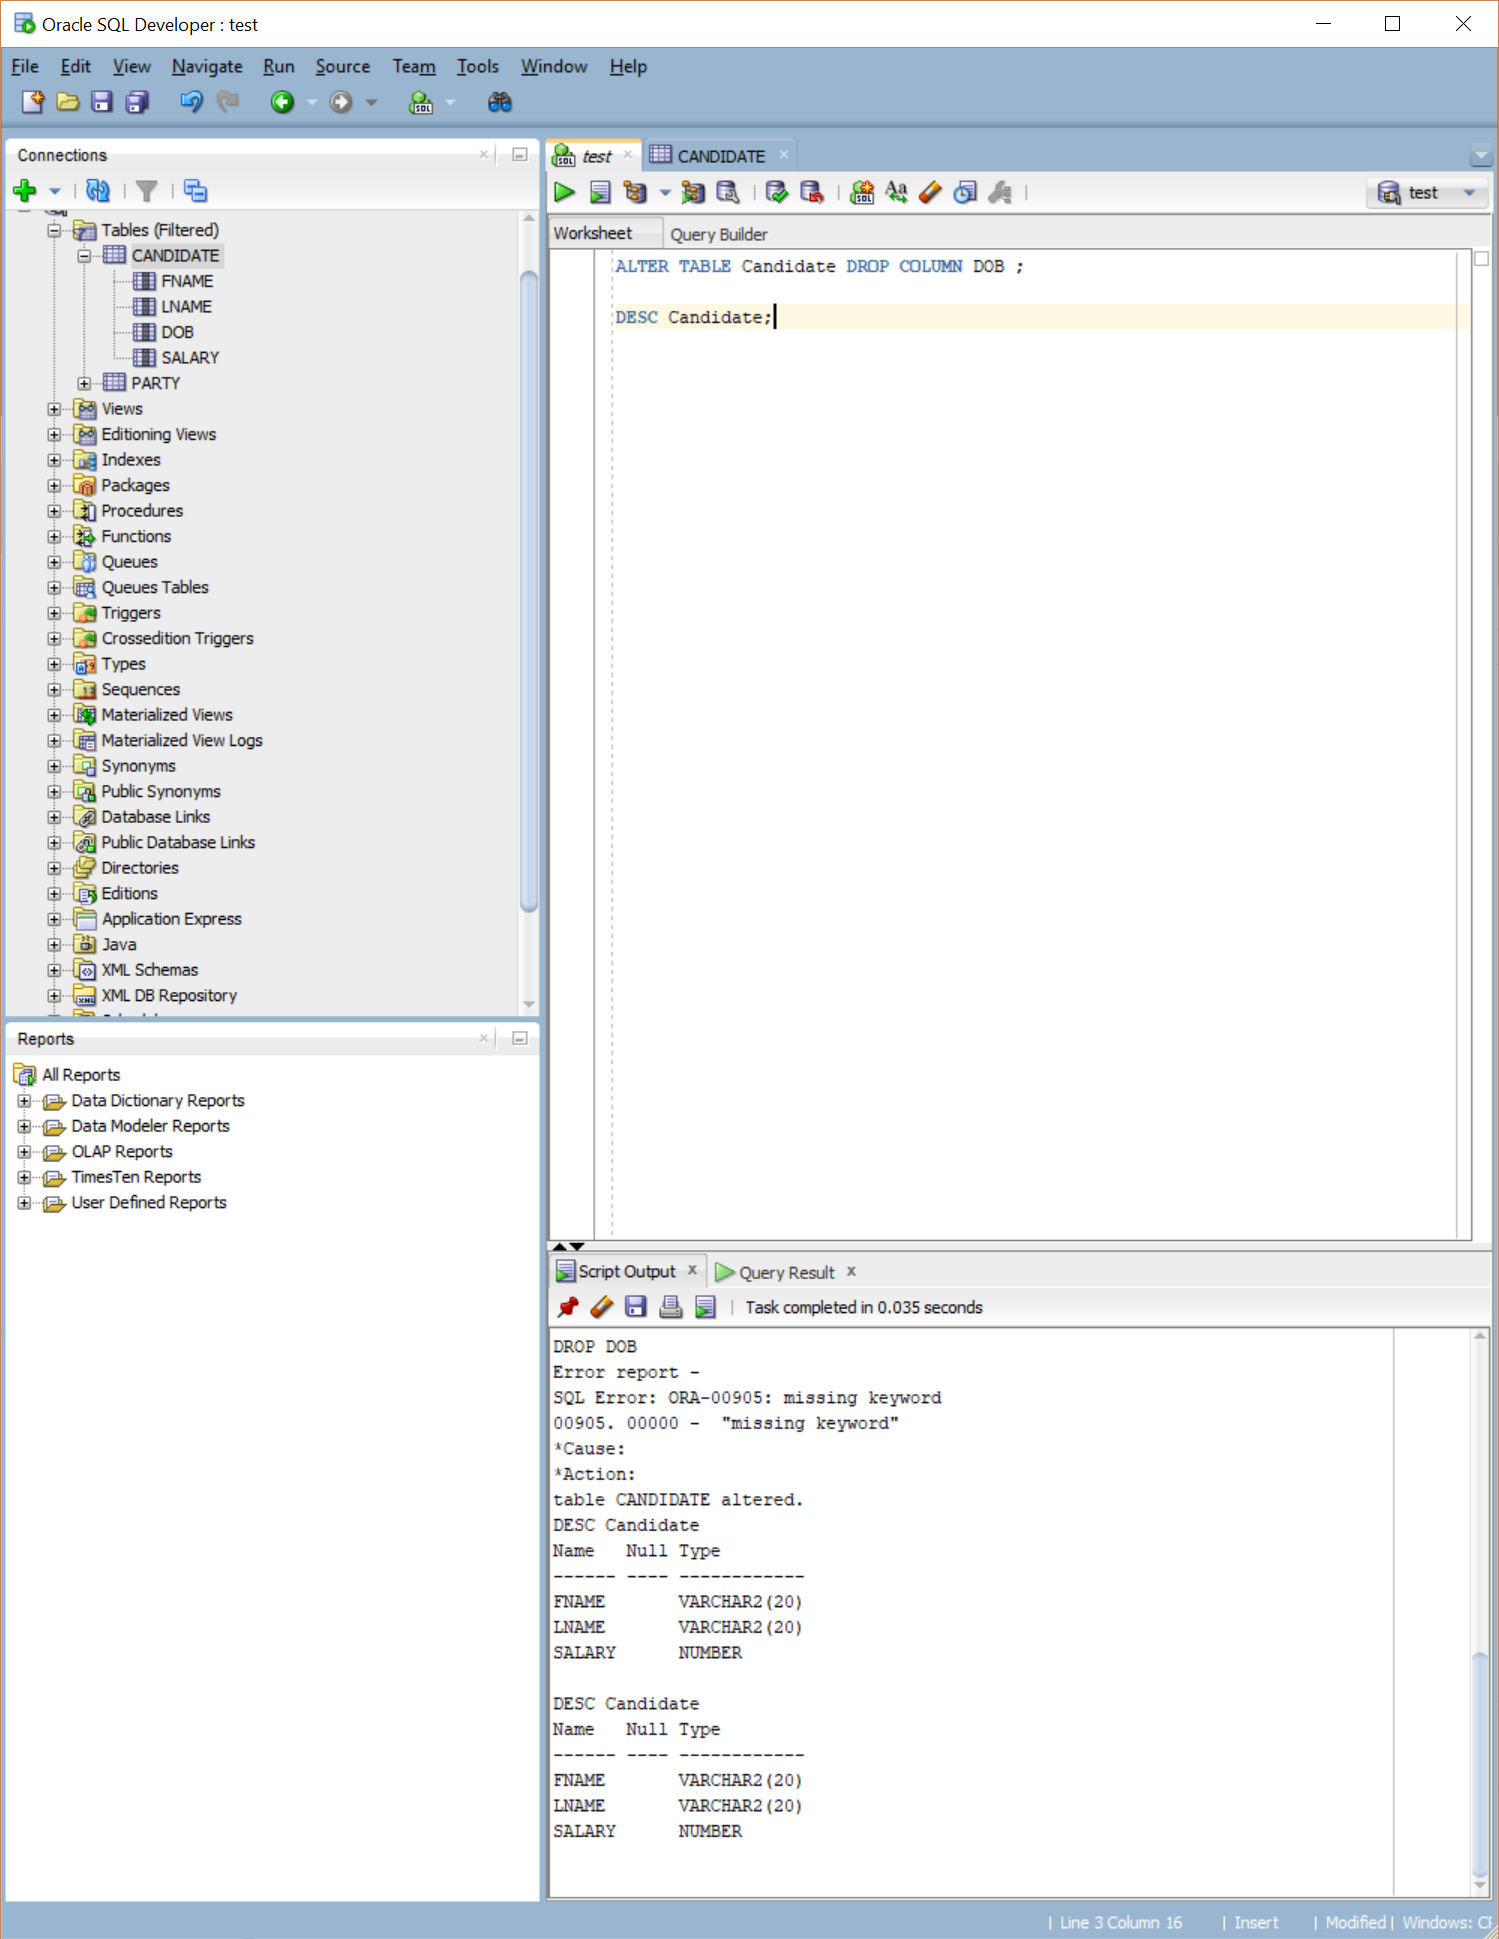 Oracle SQL Developer : test
File Edit View Navigate Run Source Team Tools Window Help
Connections
Tables (Filtered)
CANDIDATE
FNAME
LNAME
DOB
SALARY
PARTY
Views
Editioning Views
Indexes
Packages
Procedures
Functions
Queues
Queues Tables
Triggers
Crossedition Triggers
Types
Sequences
Materialized Views
Materialized View Logs
Synonyms
Public Synonyms
Database Links
Public Database Links
Directories
Editions
Application Express
Java
XML Schemas
XML DB Repository
Reports
All Reports
Data Dictionary Reports
Data Modeler Reports
OLAP Reports
TimesTen Reports
User Defined Reports
test CANDIDATE
test
Worksheet Query Builder
ALTER TABLE Candidate DROP COLUMN DOB ;
DESC Candidate;
Script Output x Query Result x
Task completed in 0.035 seconds
DROP DOB
Error report -
SQL Error: ORA-00905: missing keyword
00905. 00000 - "missing keyword"
*Cause:
*Action:
table CANDIDATE altered.
DESC Candidate
Name Null Type
------ ---- ------------
FNAME VARCHAR2(20)
LNAME VARCHAR2(20)
SALARY NUMBER
DESC Candidate
Name Null Type
------ ---- ------------
FNAME VARCHAR2(20)
LNAME VARCHAR2(20)
SALARY NUMBER
| Line 3 Column 16 | Insert | Modified | Windows: